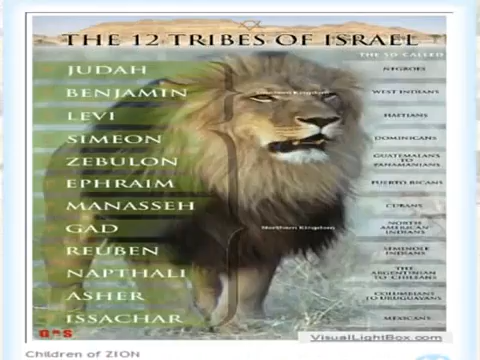 THE 12 TRIBES OF ISRAEL
THE SO CALLED
JUDAH
NEGROES
BENJAMIN
WEST INDIANS
LEVI
HAITIANS
SIMEON
DOMINICANS
ZEBULON
GUATEMALANS
TO
PANAMANIANS
EPHRAIM
PUERTO RICANS
MANASSEH
CUBANS
GAD
Northern Kingdom
NORTH
AMERICAN
INDIANS
REUBEN
SEMINOLE
INDIANS
NAPTHALI
THE
ARGENTINIAN
TO CHILEANS
ASHER
COLUMBIANS
TO URUGUAYANS
ISSACHAR
MEXICANS
VisualLightBox.com
Children of ZION